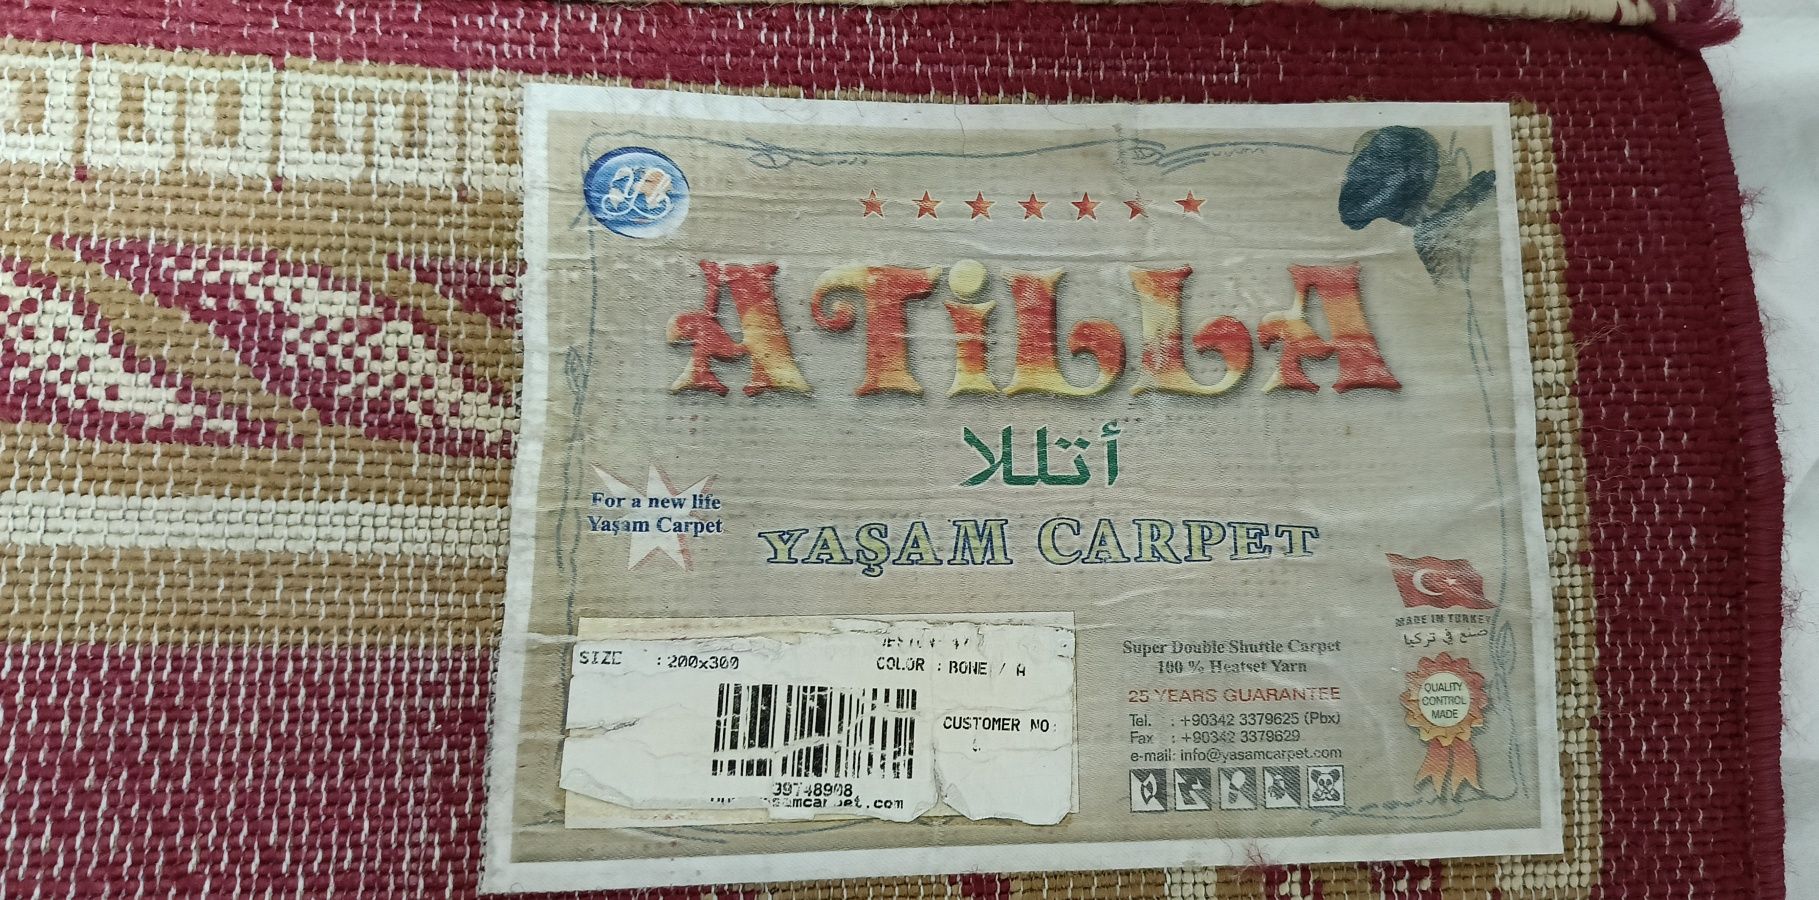 ATiLLA
أتللا
For a new life
Yaşam Carpet
YAŞAM CARPET
MADE IN TURKEY
صنع في تركيا
SIZE : 200x300
COLOR : BONE / A
CUSTOMER NO:
39748908
Super Double Shuttle Carpet
100 % Heatset Yarn
25 YEARS GUARANTEE
Tel. : +90342 3379625 (Pbx)
Fax : +90342 3379629
e-mail: info@yasamcarpet.com
QUALITY
CONTROL
MADE